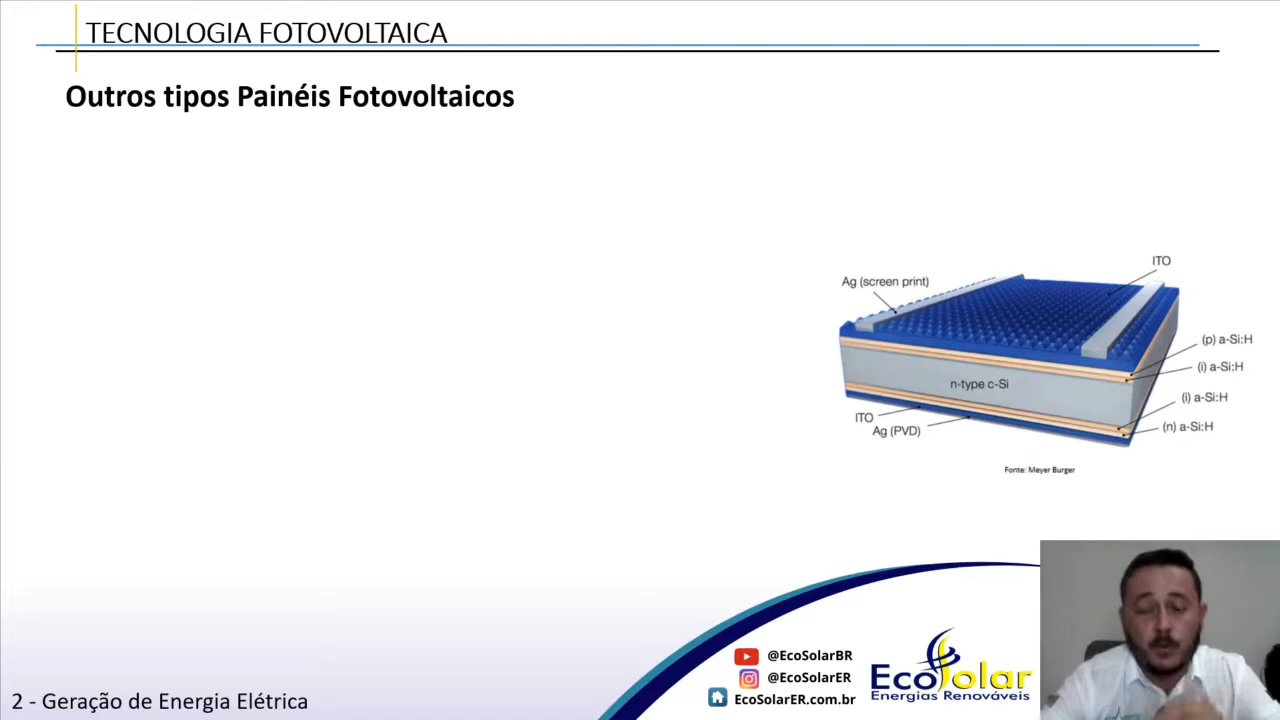 TECNOLOGIA FOTOVOLTAICA
Outros tipos Painéis Fotovoltaicos
ITO
Ag (screen print)
(p) a-Si:H
(i) a-Si:H
n-type c-Si
(i) a-Si:H
ITO
(n) a-Si:H
Ag (PVD)
Fonte: Meyer Burger
@EcoSolarBR
@EcoSolarER
EcoSolarER.com.br
EcoSolar
Energias Renováveis
2 - Geração de Energia Elétrica